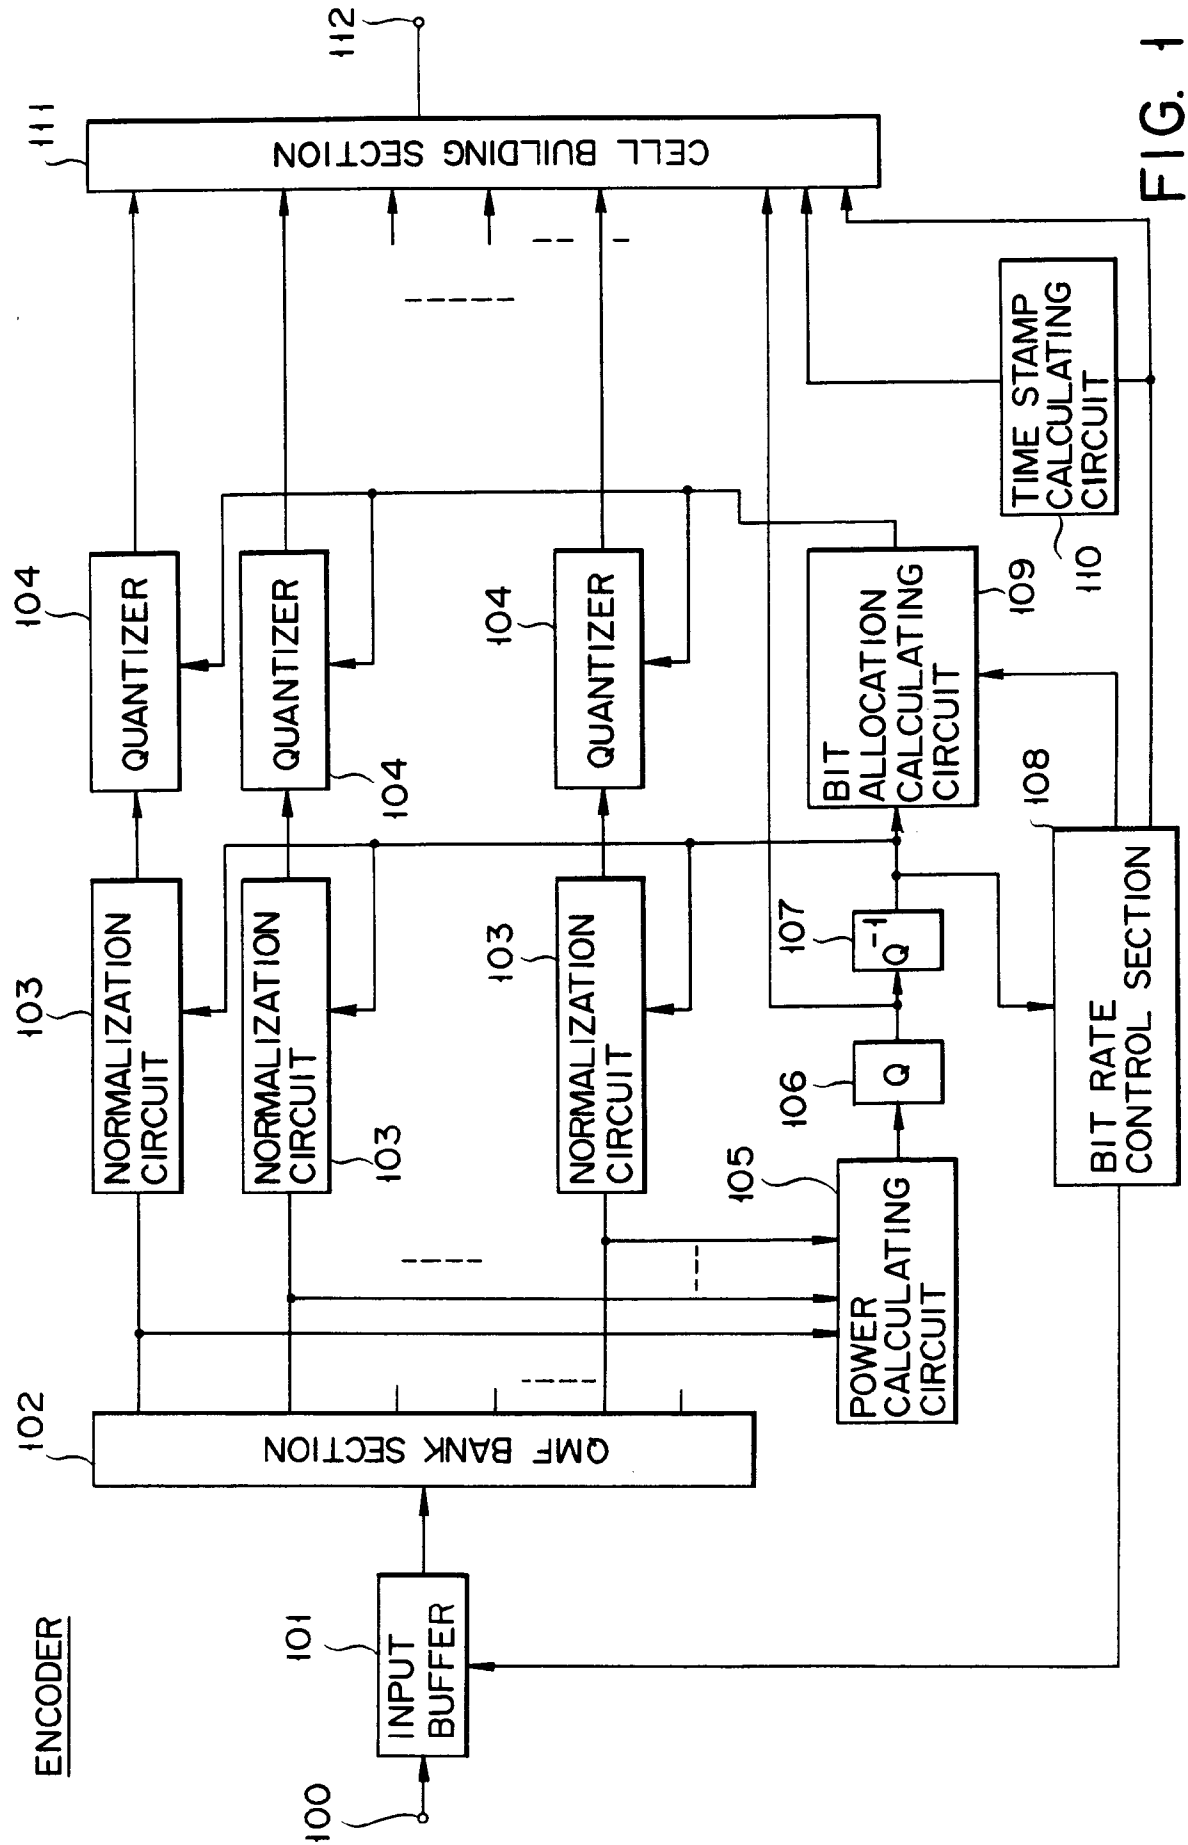 ENCODER
100
101
INPUT
BUFFER
102
QMF BANK SECTION
103
NORMALIZATION
CIRCUIT
104
QUANTIZER
NORMALIZATION
CIRCUIT
103
QUANTIZER
104
103
NORMALIZATION
CIRCUIT
104
QUANTIZER
105
POWER
CALCULATING
CIRCUIT
106
Q
107
Q-1
108
BIT RATE
CONTROL SECTION
BIT
ALLOCATION
CALCULATING
CIRCUIT
109
TIME STAMP
CALCULATING
CIRCUIT
110
111
CELL BUILDING SECTION
112
FIG. 1